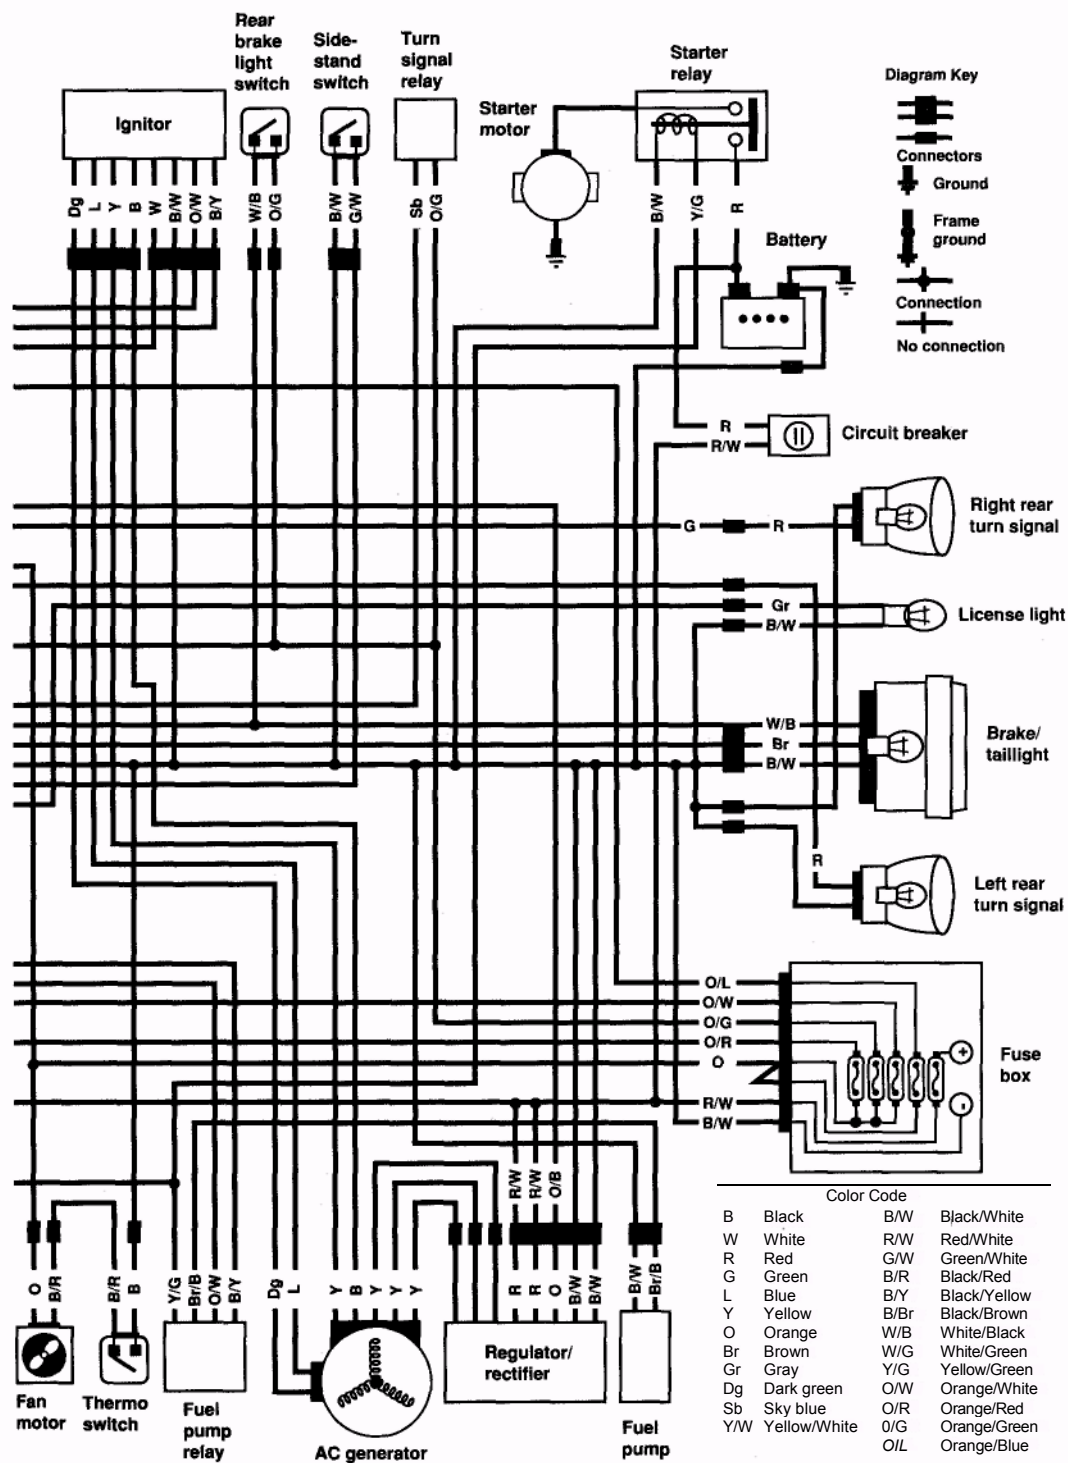 Rear
brake
light
switch
Side-
stand
switch
Turn
signal
relay
Starter
relay
Diagram Key
Ignitor
Starter
motor
Connectors
Ground
Frame
ground
Connection
No connection
Dg
L
Y
B
W
B/W
O/W
B/Y
W/B
O/G
B/W
G/W
Sb
O/G
B/W
Y/G
R
Battery
R
R/W
Circuit breaker
G
R
Right rear
turn signal
Gr
B/W
License light
W/B
Br
B/W
Brake/
taillight
R
Left rear
turn signal
O/L
O/W
O/G
O/R
O
R/W
B/W
+
-
Fuse
box
R/W
R/W
O/B
O
B/R
B/R
B
Y/G
Br/B
O/W
B/Y
Dg
L
Y
B
Y
Y
Y
R
R
O
B/W
B/W
B/W
Br/B
Fan
motor
Thermo
switch
Fuel
pump
relay
AC generator
Regulator/
rectifier
Fuel
pump
Color Code
B Black B/W Black/White
W White R/W Red/White
R Red G/W Green/White
G Green B/R Black/Red
L Blue B/Y Black/Yellow
Y Yellow B/Br Black/Brown
O Orange W/B White/Black
Br Brown W/G White/Green
Gr Gray Y/G Yellow/Green
Dg Dark green O/W Orange/White
Sb Sky blue O/R Orange/Red
Y/W Yellow/White 0/G Orange/Green
OIL Orange/Blue